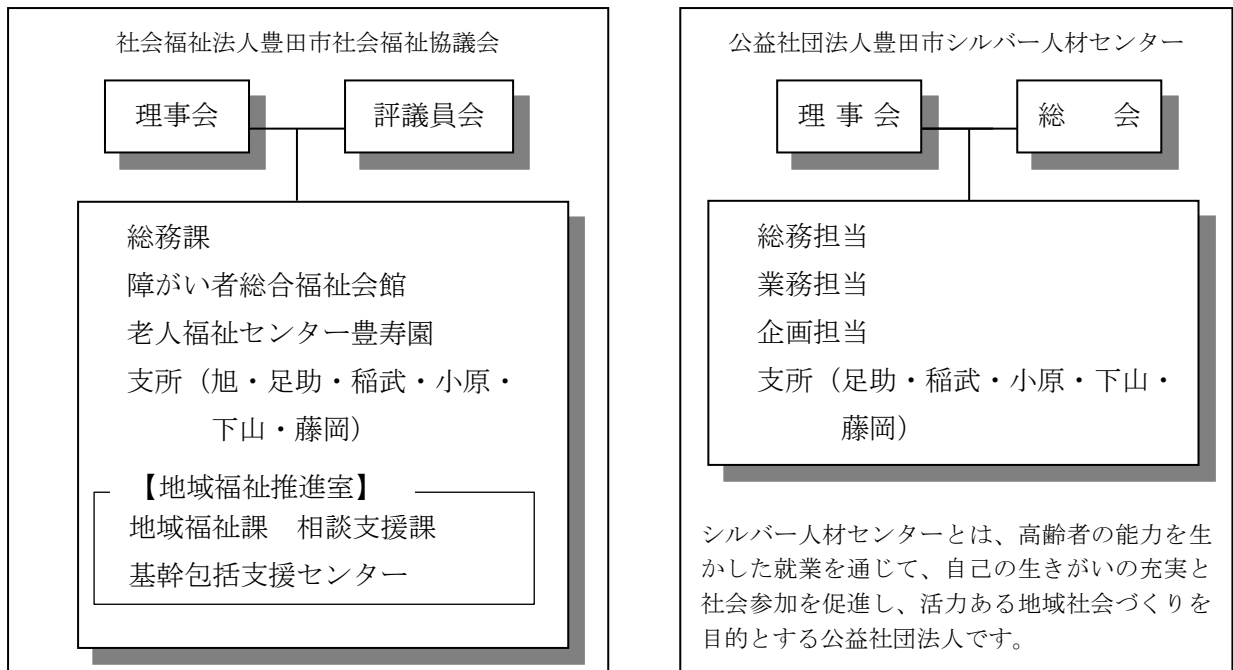 社会福祉法人豊田市社会福祉協議会
理事会
評議員会
総務課
障がい者総合福祉会館
老人福祉センター豊寿園
支所（旭・足助・稲武・小原・
下山・藤岡）
【地域福祉推進室】
地域福祉課　相談支援課
基幹包括支援センター
公益社団法人豊田市シルバー人材センター
理 事 会
総　　会
総務担当
業務担当
企画担当
支所（足助・稲武・小原・下山・
藤岡）
シルバー人材センターとは、高齢者の能力を生
かした就業を通じて、自己の生きがいの充実と
社会参加を促進し、活力ある地域社会づくりを
目的とする公益社団法人です。